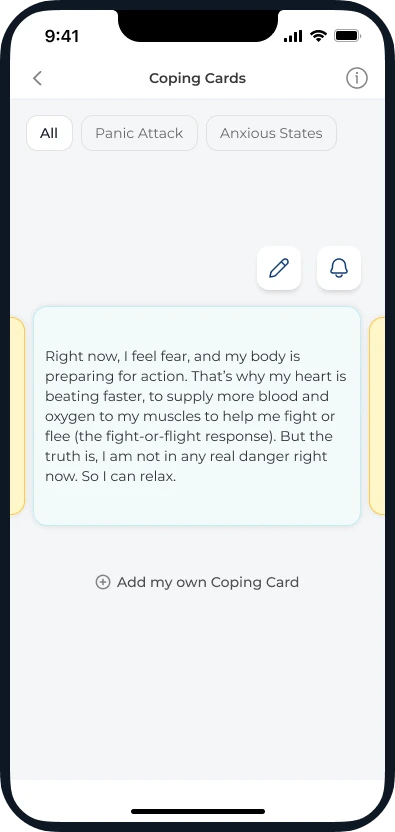 9:41
Coping Cards
All
Panic Attack
Anxious States
Right now, I feel fear, and my body is
preparing for action. That’s why my heart is
beating faster, to supply more blood and
oxygen to my muscles to help me fight or
flee (the fight-or-flight response). But the
truth is, I am not in any real danger right
now. So I can relax.
Add my own Coping Card